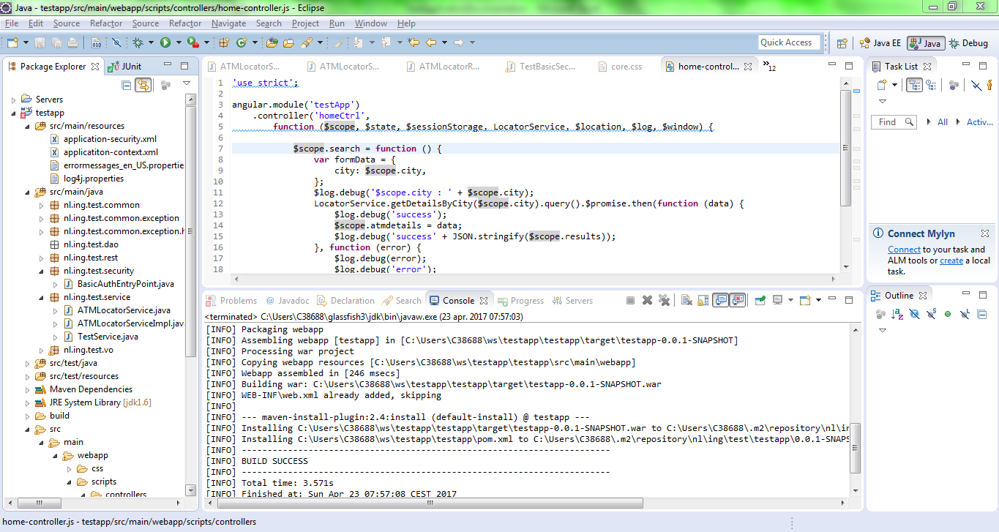 Java - testapp/src/main/webapp/scripts/controllers/home-controller.js - Eclipse
File Edit Source Refactor Source Refactor Navigate Search Project Run Window Help
Quick Access Java EE Java Debug
Package Explorer JUnit
Servers
testapp
src/main/resources
application-security.xml
applicatiton-context.xml
errormessages_en_US.propertie
log4j.properties
src/main/java
nl.ing.test.common
nl.ing.test.common.exception
nl.ing.test.common.exception.h
nl.ing.test.dao
nl.ing.test.rest
nl.ing.test.security
BasicAuthEntryPoint.java
nl.ing.test.service
ATMLocatorService.java
ATMLocatorServiceImpl.java
TestService.java
nl.ing.test.vo
src/test/java
src/test/resources
Maven Dependencies
JRE System Library [jdk1.6]
build
src
main
webapp
css
scripts
controllers
ATMLocatorS... ATMLocatorS... ATMLocatorR... TestBasicSec... core.css home-control... »12
1 'use strict';
2
3 angular.module('testApp')
4 .controller('homeCtrl',
5 function ($scope, $state, $sessionStorage, LocatorService, $location, $log, $window) {
6
7 $scope.search = function () {
8 var formData = {
9 city: $scope.city,
10 };
11 $log.debug('$scope.city : ' + $scope.city);
12 LocatorService.getDetailsByCity($scope.city).query().$promise.then(function (data) {
13 $log.debug('success');
14 $scope.atmdetails = data;
15 $log.debug('success' + JSON.stringify($scope.results));
16 }, function (error) {
17 $log.debug(error);
18 $log.debug('error');
Problems @ Javadoc Declaration Search Console Progress Servers
<terminated> C:\Users\C38688\glassfish3\jdk\bin\javaw.exe (23 apr. 2017 07:57:03)
[INFO] Packaging webapp
[INFO] Assembling webapp [testapp] in [C:\Users\C38688\ws\testapp\testapp\target\testapp-0.0.1-SNAPSHOT]
[INFO] Processing war project
[INFO] Copying webapp resources [C:\Users\C38688\ws\testapp\testapp\src\main\webapp]
[INFO] Webapp assembled in [246 msecs]
[INFO] Building war: C:\Users\C38688\ws\testapp\testapp\target\testapp-0.0.1-SNAPSHOT.war
[INFO] WEB-INF\web.xml already added, skipping
[INFO]
[INFO] --- maven-install-plugin:2.4:install (default-install) @ testapp ---
[INFO] Installing C:\Users\C38688\ws\testapp\testapp\target\testapp-0.0.1-SNAPSHOT.war to C:\Users\C38688\.m2\repository\nl\in
[INFO] Installing C:\Users\C38688\ws\testapp\testapp\pom.xml to C:\Users\C38688\.m2\repository\nl\ing\test\testapp\0.0.1-SNAPS
[INFO] ------------------------------------------------------------------------
[INFO] BUILD SUCCESS
[INFO] ------------------------------------------------------------------------
[INFO] Total time: 3.571s
[INFO] Finished at: Sun Apr 23 07:57:08 CEST 2017
Task List
Find All Activ...
Connect Mylyn
Connect to your task and
ALM tools or create a local
task.
Outline
home-controller.js - testapp/src/main/webapp/scripts/controllers